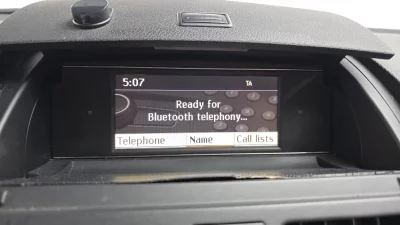 5:07 TA
Ready for
Bluetooth telephony...
Telephone Name Call lists